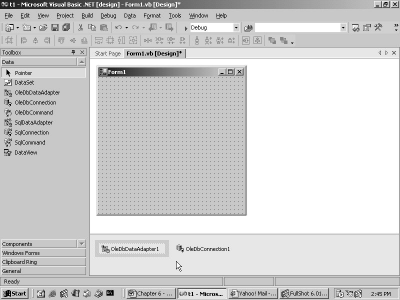 t1 - Microsoft Visual Basic .NET [design] - Form1.vb [Design]*
File Edit View Project Build Debug Data Format Tools Window Help
Debug
Toolbox
Start Page Form1.vb [Design]*
Data
Form1
Pointer
DataSet
OleDbDataAdapter
OleDbConnection
OleDbCommand
SqlDataAdapter
SqlConnection
SqlCommand
DataView
Components
Windows Forms
Clipboard Ring
General
OleDbDataAdapter1 OleDbConnection1
Ready
Start Chapter 6 - ... t1 - Micros... Yahoo! Mail -... FullShot 6.01... 2:45 PM